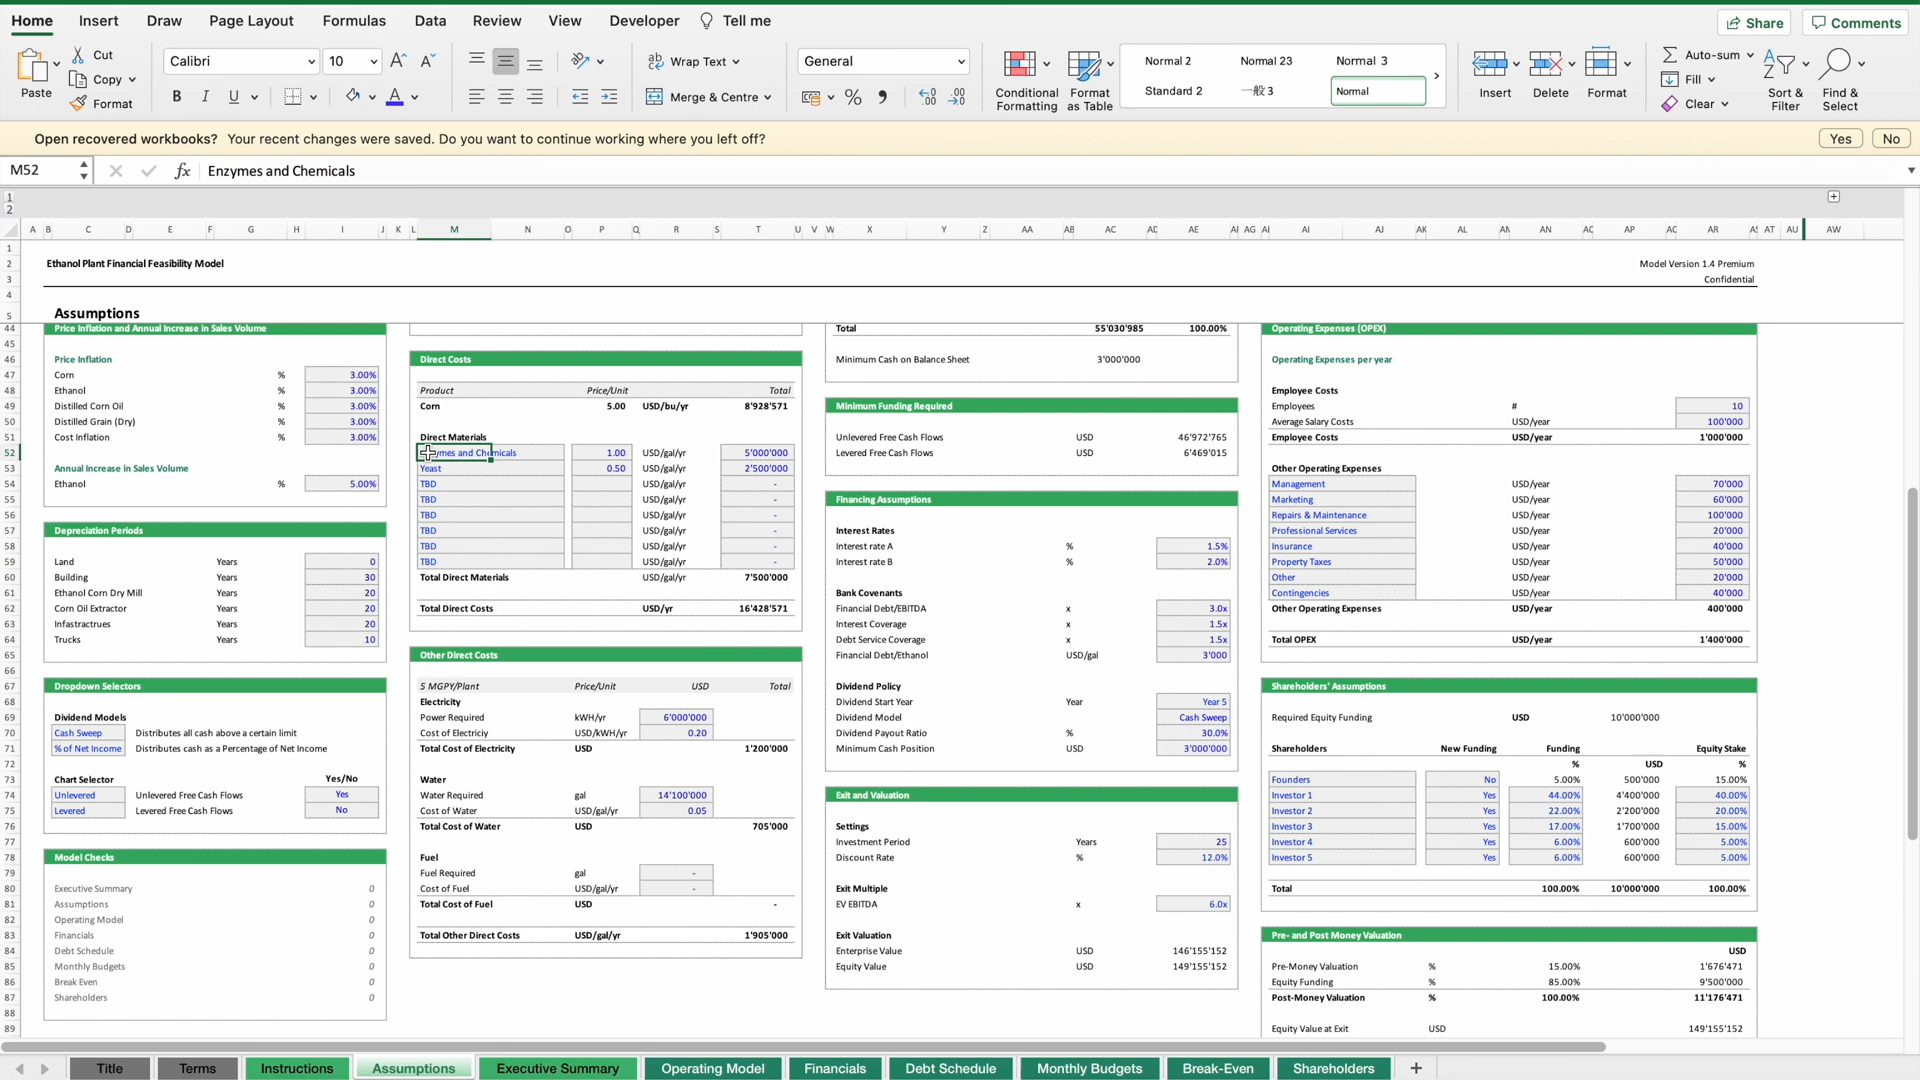 Home Insert Draw Page Layout Formulas Data Review View Developer Tell me Share Comments
Paste Cut Copy Format
Calibri 10 Wrap Text General
B I U Merge & Centre
Conditional Formatting Format as Table
Normal 2 Normal 23 Normal 3
Standard 2 一般 3 Normal
Insert Delete Format Auto-sum Fill Clear Sort & Filter Find & Select
Open recovered workbooks? Your recent changes were saved. Do you want to continue working where you left off? Yes No
M52 fx Enzymes and Chemicals
Ethanol Plant Financial Feasibility Model
Model Version 1.4 Premium
Confidential
Assumptions
Price Inflation and Annual Increase in Sales Volume
Price Inflation
Corn % 3.00%
Ethanol % 3.00%
Distilled Corn Oil % 3.00%
Distilled Grain (Dry) % 3.00%
Cost Inflation % 3.00%
Annual Increase in Sales Volume
Ethanol % 5.00%
Depreciation Periods
Land Years 0
Building Years 30
Ethanol Corn Dry Mill Years 20
Corn Oil Extractor Years 20
Infastractrues Years 20
Trucks Years 10
Dropdown Selectors
Dividend Models
Cash Sweep Distributes all cash above a certain limit
% of Net Income Distributes cash as a Percentage of Net Income
Chart Selector Yes/No
Unlevered Unlevered Free Cash Flows Yes
Levered Levered Free Cash Flows No
Model Checks
Executive Summary 0
Assumptions 0
Operating Model 0
Financials 0
Debt Schedule 0
Monthly Budgets 0
Break Even 0
Shareholders 0
Direct Costs
Product Price/Unit Total
Corn 5.00 USD/bu/yr 8'928'571
Direct Materials
and Chemicals 1.00 USD/gal/yr 5'000'000
Yeast 0.50 USD/gal/yr 2'500'000
TBD USD/gal/yr -
TBD USD/gal/yr -
TBD USD/gal/yr -
TBD USD/gal/yr -
TBD USD/gal/yr -
TBD USD/gal/yr -
Total Direct Materials USD/gal/yr 7'500'000
Total Direct Costs USD/yr 16'428'571
Other Direct Costs
5 MGPY/Plant Price/Unit USD Total
Electricity
Power Required kWH/yr 6'000'000
Cost of Electriciy USD/kWH/yr 0.20
Total Cost of Electricity USD 1'200'000
Water
Water Required gal 14'100'000
Cost of Water USD/gal/yr 0.05
Total Cost of Water USD 705'000
Fuel
Fuel Required gal -
Cost of Fuel USD/gal/yr -
Total Cost of Fuel USD -
Total Other Direct Costs USD/gal/yr 1'905'000
Total 55'030'985 100.00%
Minimum Cash on Balance Sheet 3'000'000
Minimum Funding Required
Unlevered Free Cash Flows USD 46'972'765
Levered Free Cash Flows USD 6'469'015
Financing Assumptions
Interest Rates
Interest rate A % 1.5%
Interest rate B % 2.0%
Bank Covenants
Financial Debt/EBITDA x 3.0x
Interest Coverage x 1.5x
Debt Service Coverage x 1.5x
Financial Debt/Ethanol USD/gal 3'000
Dividend Policy
Dividend Start Year Year Year 5
Dividend Model Cash Sweep
Dividend Payout Ratio % 30.0%
Minimum Cash Position USD 3'000'000
Exit and Valuation
Settings
Investment Period Years 25
Discount Rate % 12.0%
Exit Multiple
EV EBITDA x 6.0x
Exit Valuation
Enterprise Value USD 146'155'152
Equity Value USD 149'155'152
Operating Expenses (OPEX)
Operating Expenses per year
Employee Costs
Employees # 10
Average Salary Costs USD/year 100'000
Employee Costs USD/year 1'000'000
Other Operating Expenses
Management USD/year 70'000
Marketing USD/year 60'000
Repairs & Maintenance USD/year 100'000
Professional Services USD/year 20'000
Insurance USD/year 40'000
Property Taxes USD/year 50'000
Other USD/year 20'000
Contingencies USD/year 40'000
Other Operating Expenses USD/year 400'000
Total OPEX USD/year 1'400'000
Shareholders' Assumptions
Required Equity Funding USD 10'000'000
Shareholders New Funding Funding Equity Stake
% USD %
Founders No 5.00% 500'000 15.00%
Investor 1 Yes 44.00% 4'400'000 40.00%
Investor 2 Yes 22.00% 2'200'000 20.00%
Investor 3 Yes 17.00% 1'700'000 15.00%
Investor 4 Yes 6.00% 600'000 5.00%
Investor 5 Yes 6.00% 600'000 5.00%
Total 100.00% 10'000'000 100.00%
Pre- and Post Money Valuation
USD
Pre-Money Valuation % 15.00% 1'676'471
Equity Funding % 85.00% 9'500'000
Post-Money Valuation % 100.00% 11'176'471
Equity Value at Exit USD 149'155'152
Title Terms Instructions Assumptions Executive Summary Operating Model Financials Debt Schedule Monthly Budgets Break-Even Shareholders +